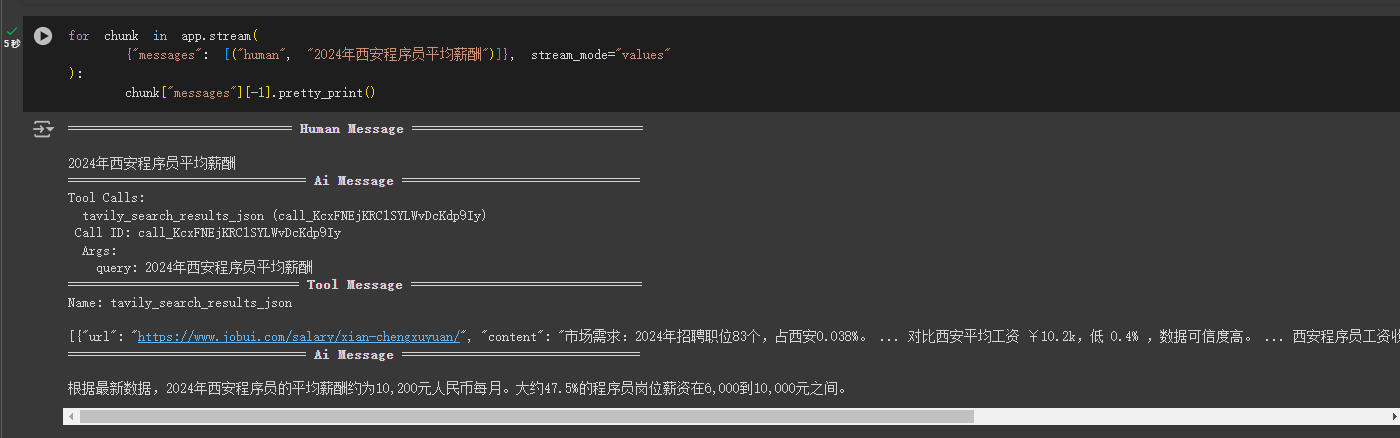 5秒
for chunk in app.stream(
{"messages": [("human", "2024年西安程序员平均薪酬")]}, stream_mode="values"
):
chunk["messages"][-1].pretty_print()
================================ Human Message =================================
2024年西安程序员平均薪酬
================================== Ai Message ==================================
Tool Calls:
tavily_search_results_json (call_KcxFNEjKRC1SYLWvDcKdp9Iy)
Call ID: call_KcxFNEjKRC1SYLWvDcKdp9Iy
Args:
query: 2024年西安程序员平均薪酬
================================= Tool Message =================================
Name: tavily_search_results_json
[{"url": "https://www.jobui.com/salary/xian-chengxuyuan/", "content": "市场需求：2024年招聘职位83个，占西安0.038%。 ... 对比西安平均工资 ￥10.2k，低 0.4% ，数据可信度高。 ... 西安程序员工资收
================================== Ai Message ==================================
根据最新数据，2024年西安程序员的平均薪酬约为10,200元人民币每月。大约47.5%的程序员岗位薪资在6,000到10,000元之间。